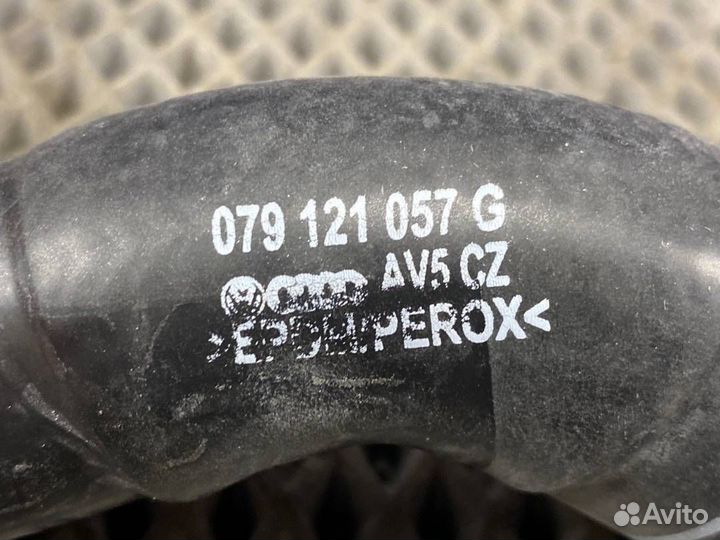 079 121 057 G
AV5 CZ
>EPDM/PEROX<
Avito